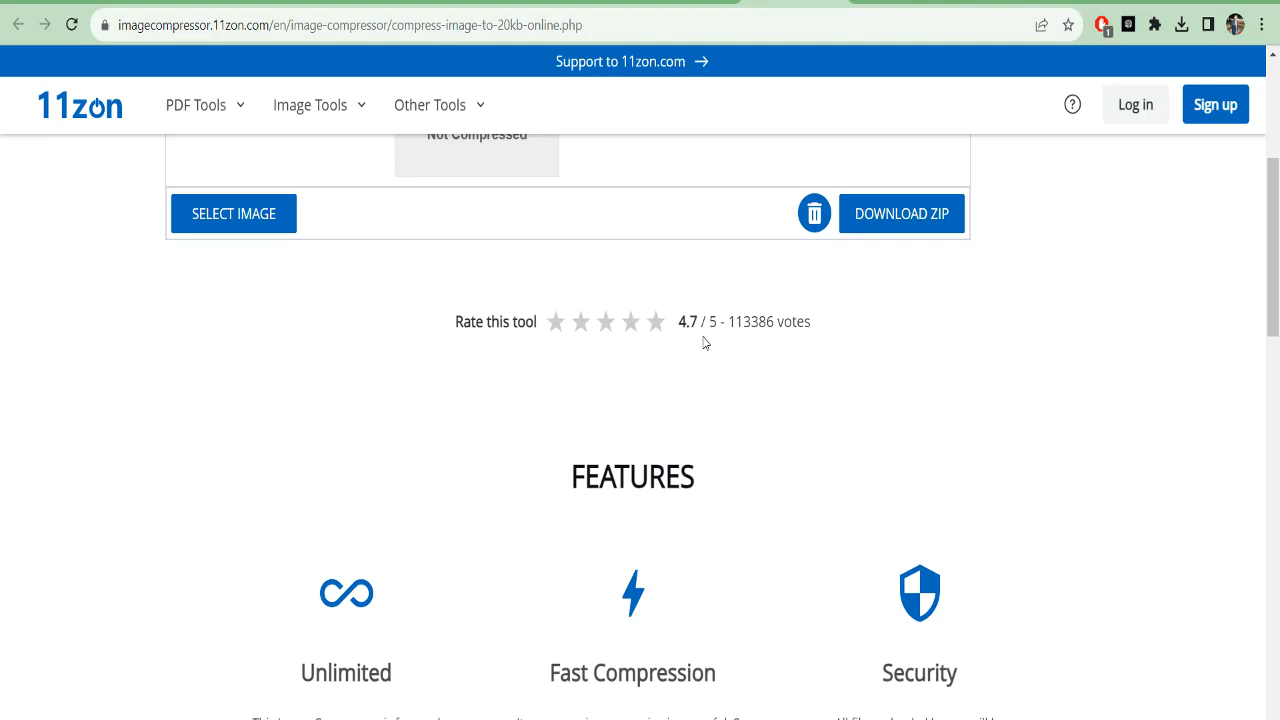 imagecompressor.11zon.com/en/image-compressor/compress-image-to-20kb-online.php
1
Support to 11zon.com →
11zon PDF Tools Image Tools Other Tools ? Log in Sign up
Not Compressed
SELECT IMAGE DOWNLOAD ZIP
Rate this tool 4.7 / 5 - 113386 votes
FEATURES
Unlimited Fast Compression Security